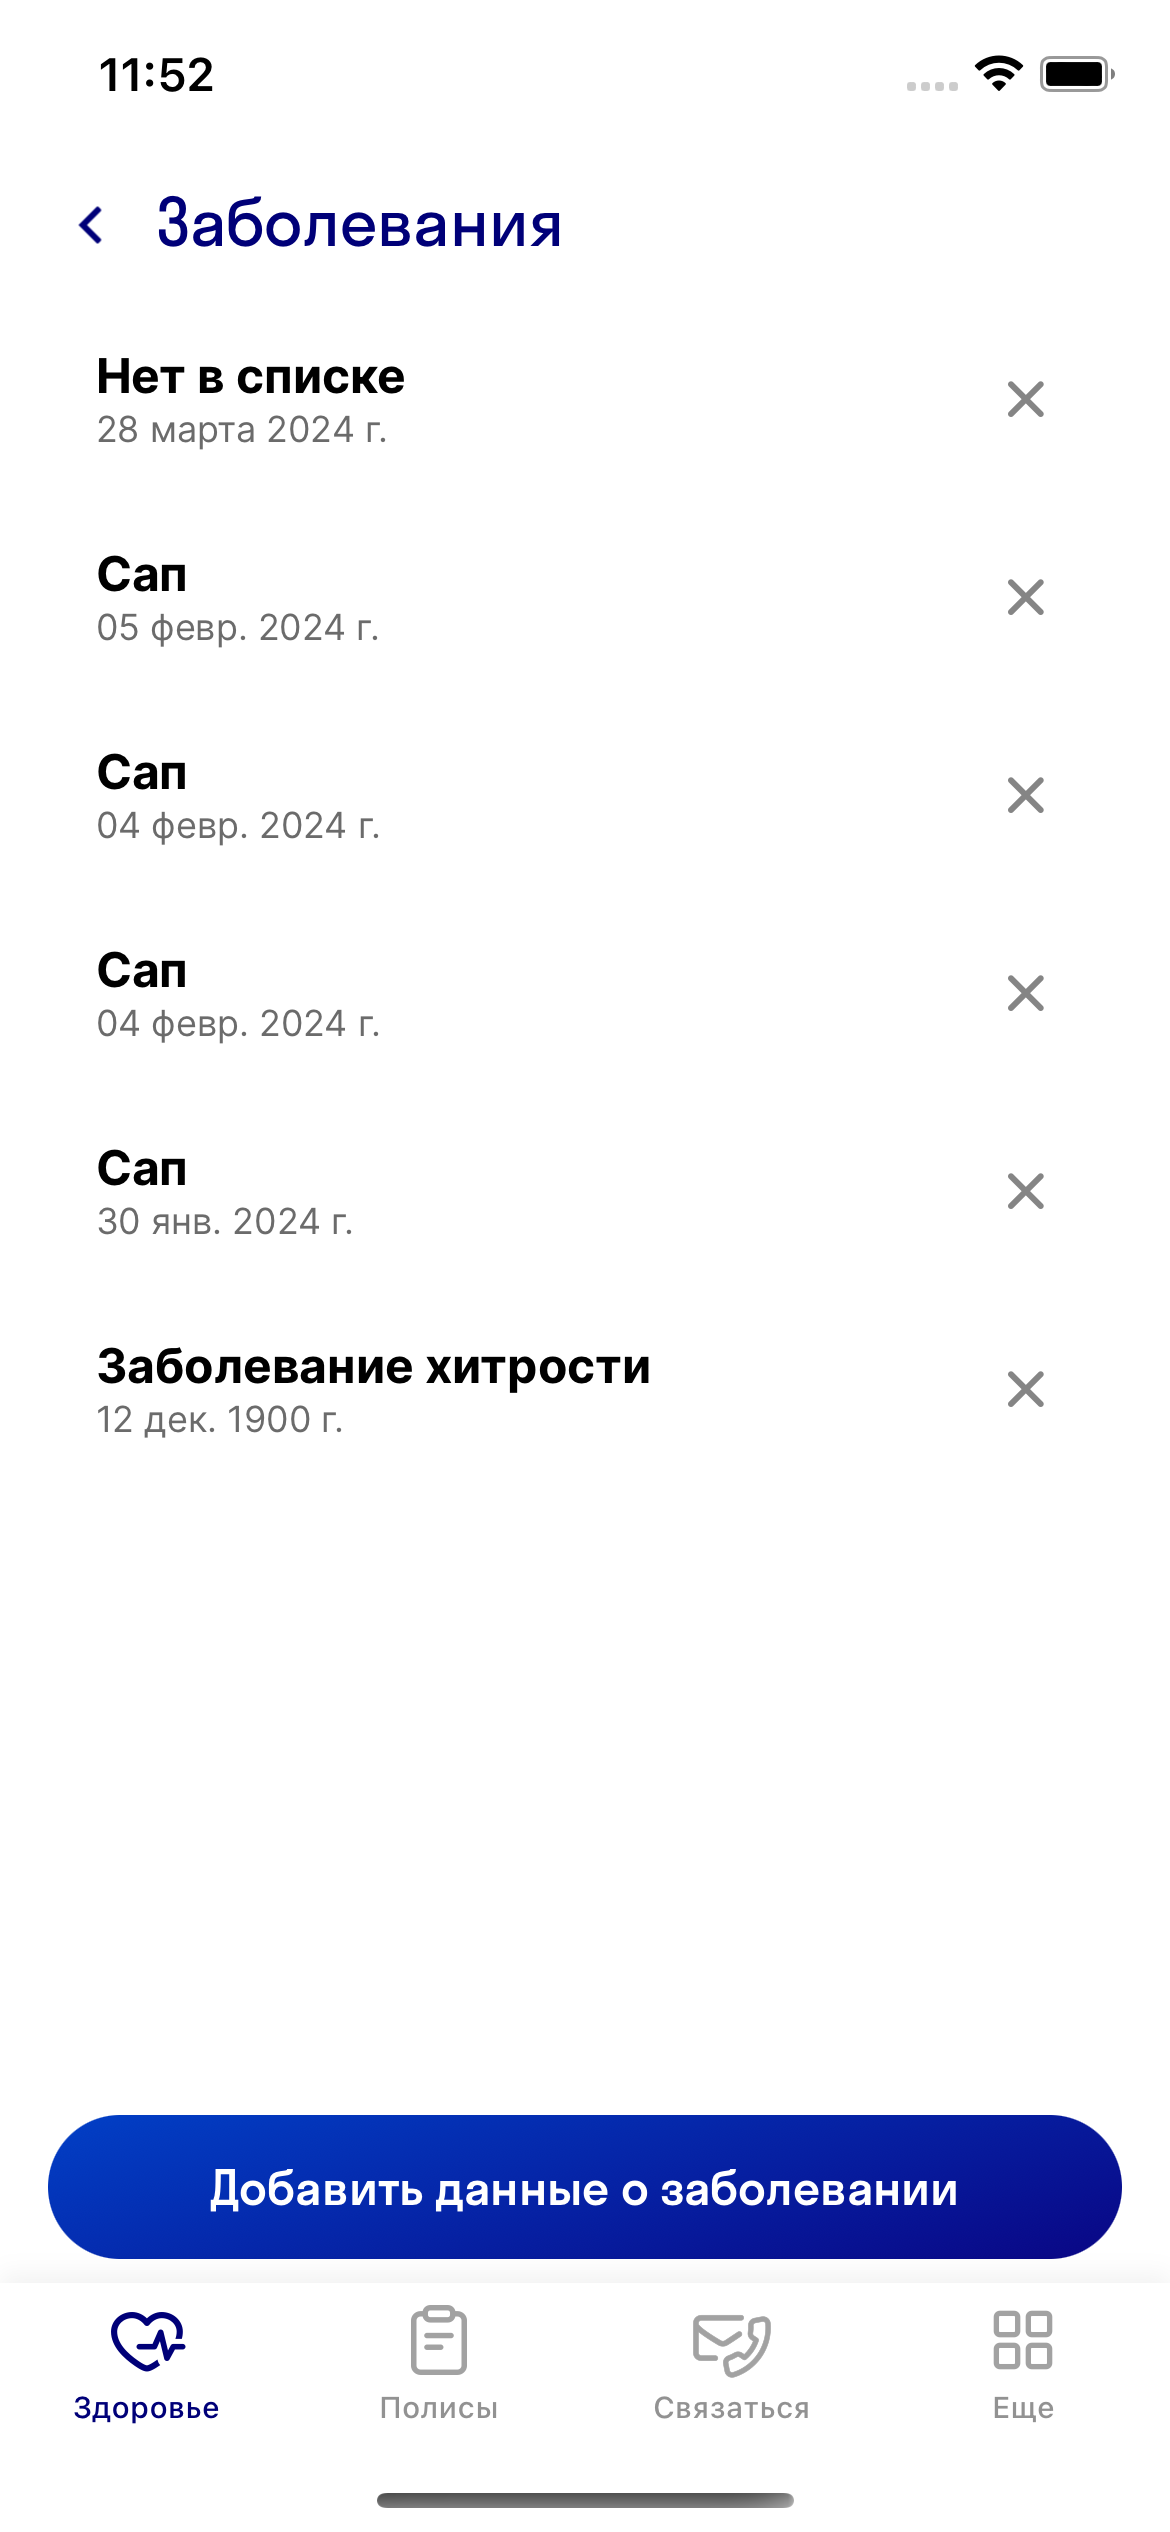 11:52
Заболевания
Нет в списке
28 марта 2024 г.
Сап
05 февр. 2024 г.
Сап
04 февр. 2024 г.
Сап
04 февр. 2024 г.
Сап
30 янв. 2024 г.
Заболевание хитрости
12 дек. 1900 г.
Добавить данные о заболевании
Здоровье
Полисы
Связаться
Еще